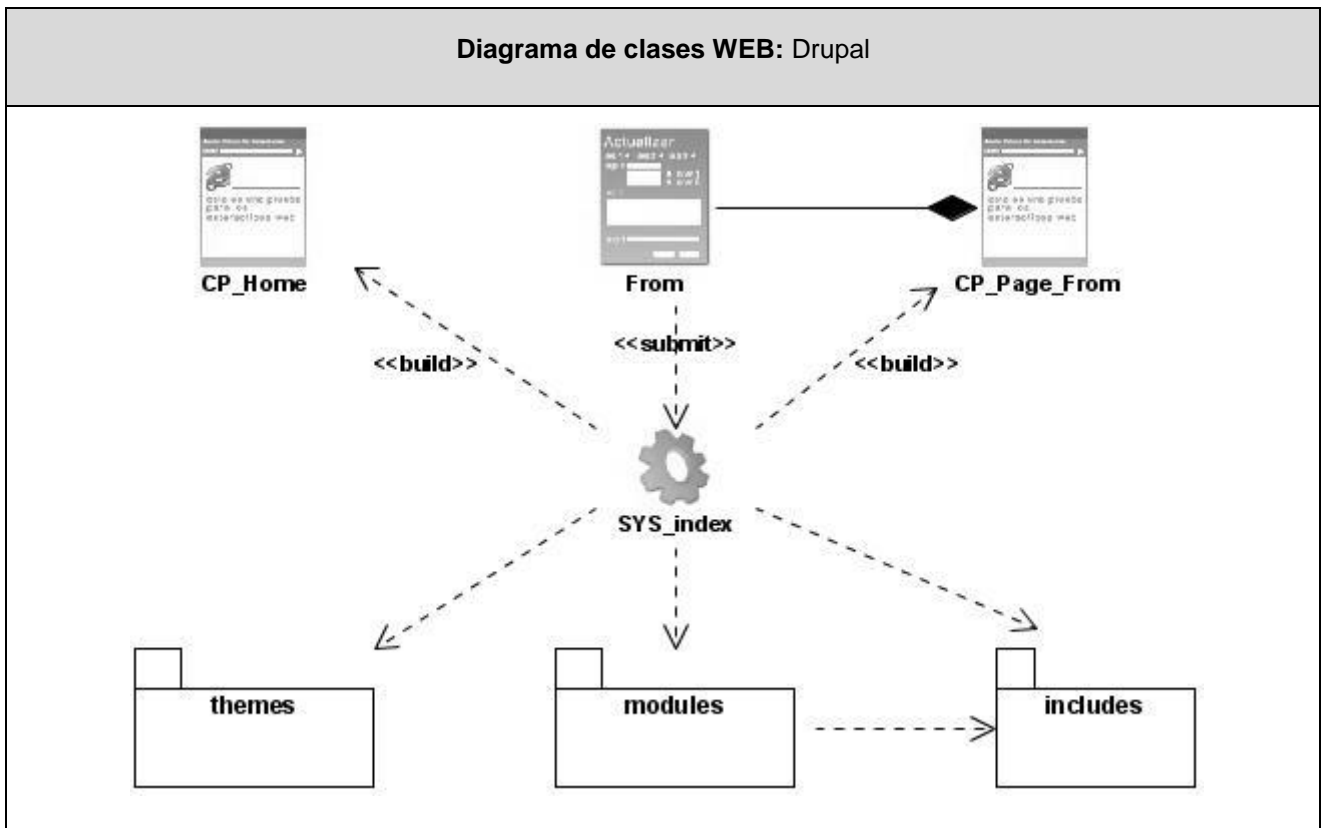 Diagrama de clases WEB: Drupal
Actualizar
CP_Home
From
CP_Page_From
<<build>>
<<submit>>
<<build>>
SYS_index
themes
modules
includes